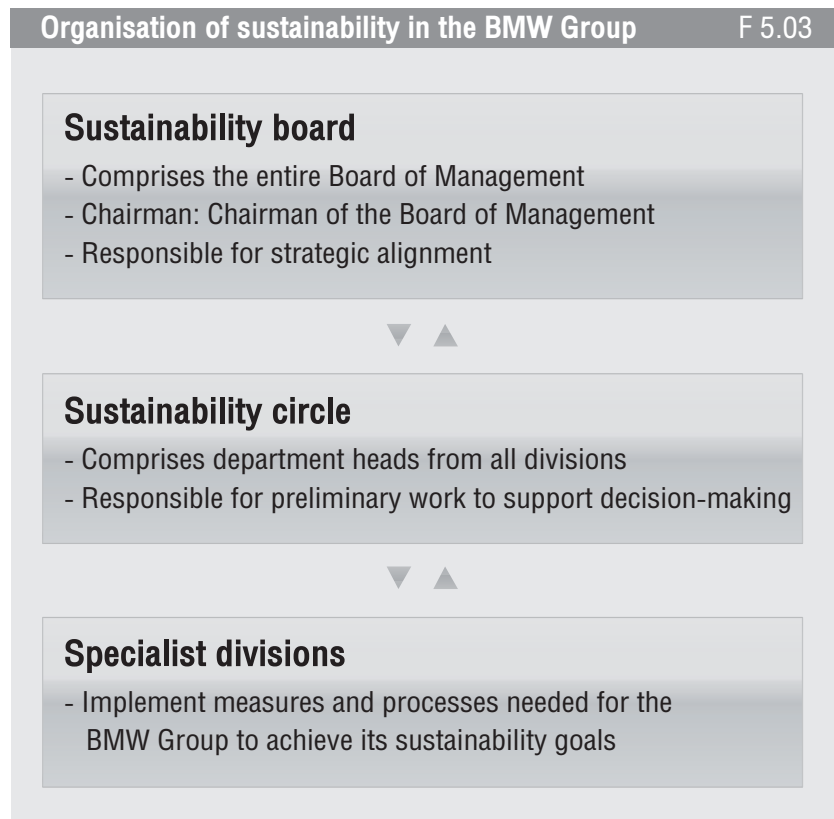 Organisation of sustainability in the BMW Group F 5.03
Sustainability board
- Comprises the entire Board of Management
- Chairman: Chairman of the Board of Management
- Responsible for strategic alignment
Sustainability circle
- Comprises department heads from all divisions
- Responsible for preliminary work to support decision-making
Specialist divisions
- Implement measures and processes needed for the
BMW Group to achieve its sustainability goals